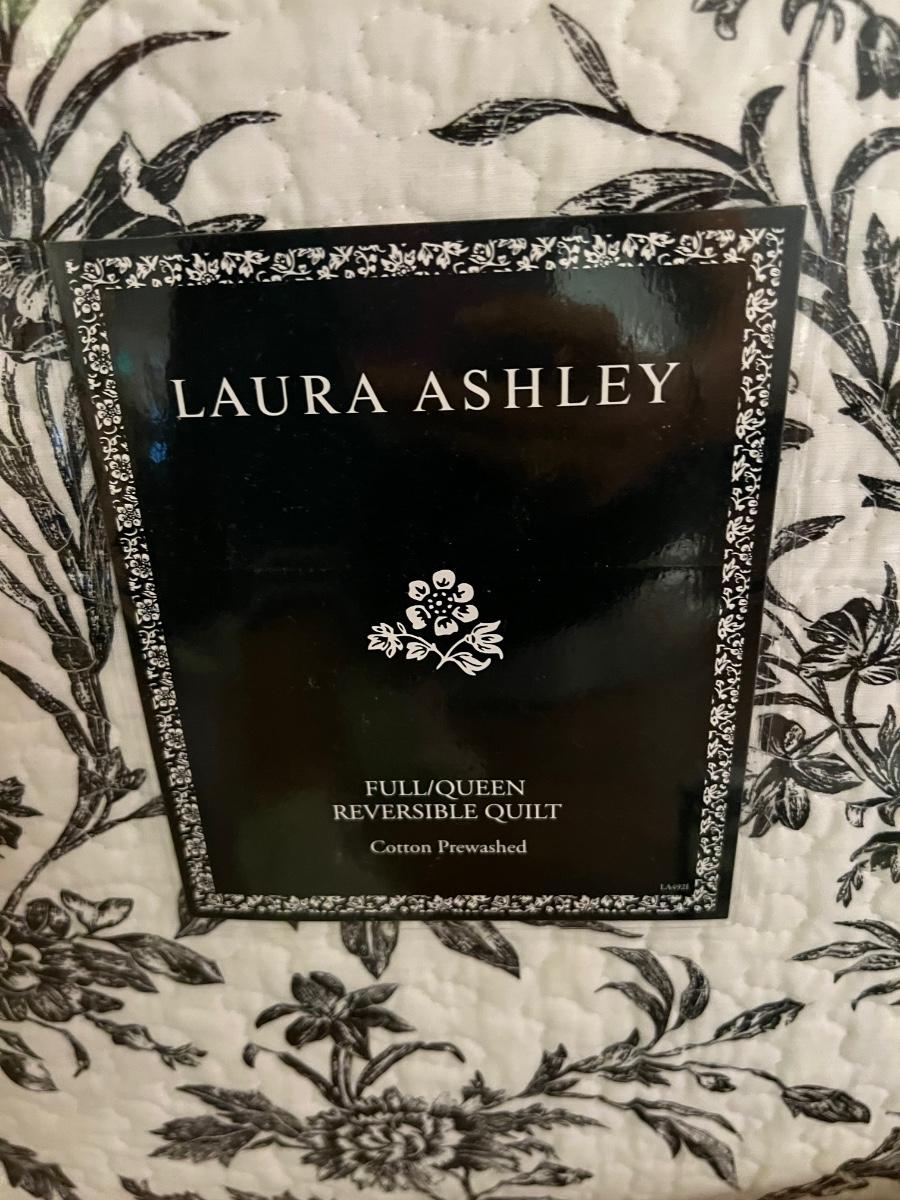 LAURA ASHLEY
FULL/QUEEN
REVERSIBLE QUILT
Cotton Prewashed